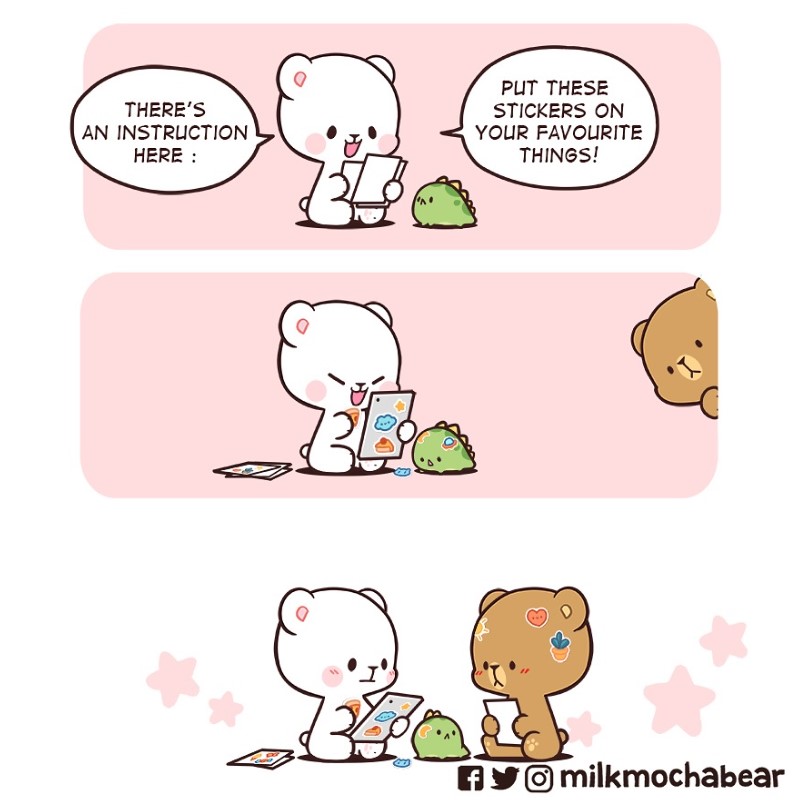 THERE'S
AN INSTRUCTION
HERE :
PUT THESE
STICKERS ON
YOUR FAVOURITE
THINGS!
milkmochabear